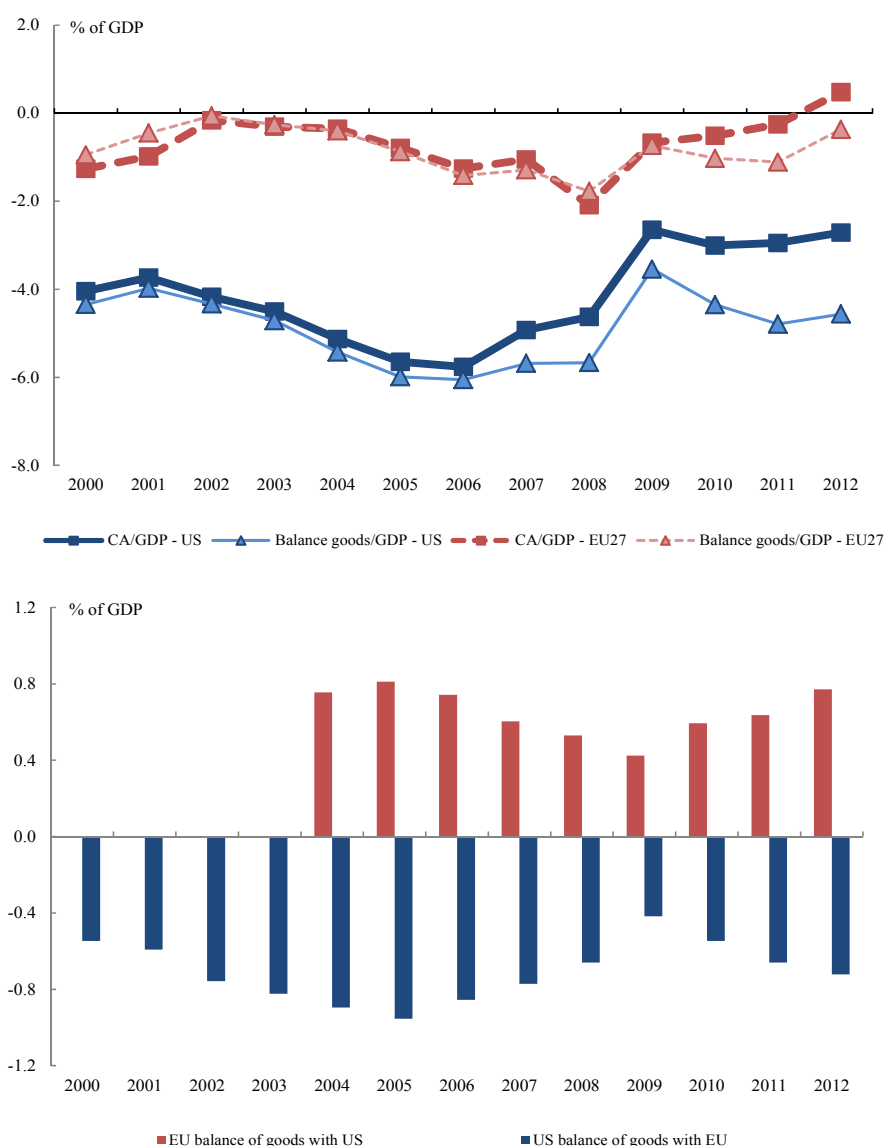 % of GDP
2.0
0.0
-2.0
-4.0
-6.0
-8.0
2000 2001 2002 2003 2004 2005 2006 2007 2008 2009 2010 2011 2012
CA/GDP - US Balance goods/GDP - US CA/GDP - EU27 Balance goods/GDP - EU27
% of GDP
1.2
0.8
0.4
0.0
-0.4
-0.8
-1.2
2000 2001 2002 2003 2004 2005 2006 2007 2008 2009 2010 2011 2012
EU balance of goods with US US balance of goods with EU